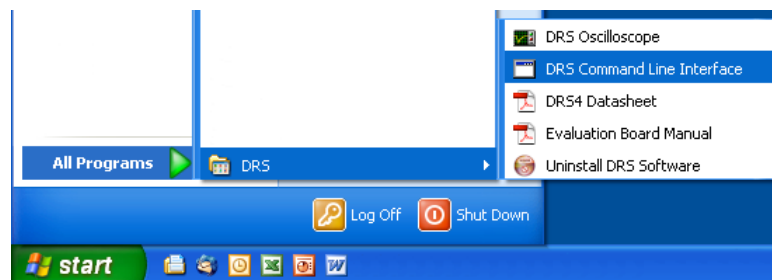 DRS Oscilloscope
DRS Command Line Interface
DRS4 Datasheet
Evaluation Board Manual
All Programs
DRS
Uninstall DRS Software
Log Off
Shut Down
start